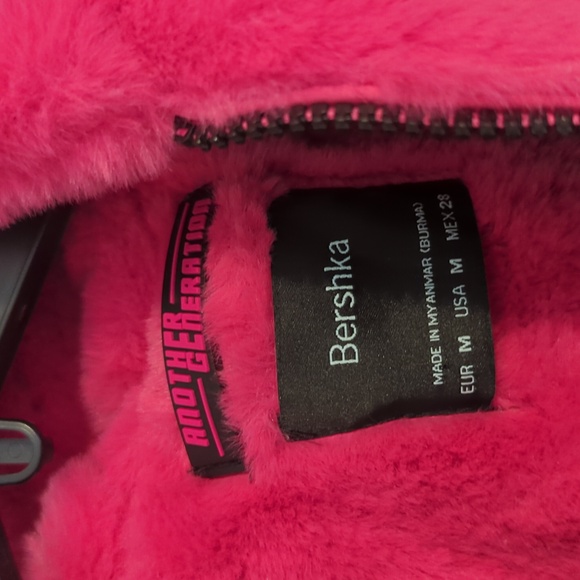 ANOTHER
GENERATION
Bershka
MADE IN MYANMAR (BURMA)
EUR M USA M MEX 28